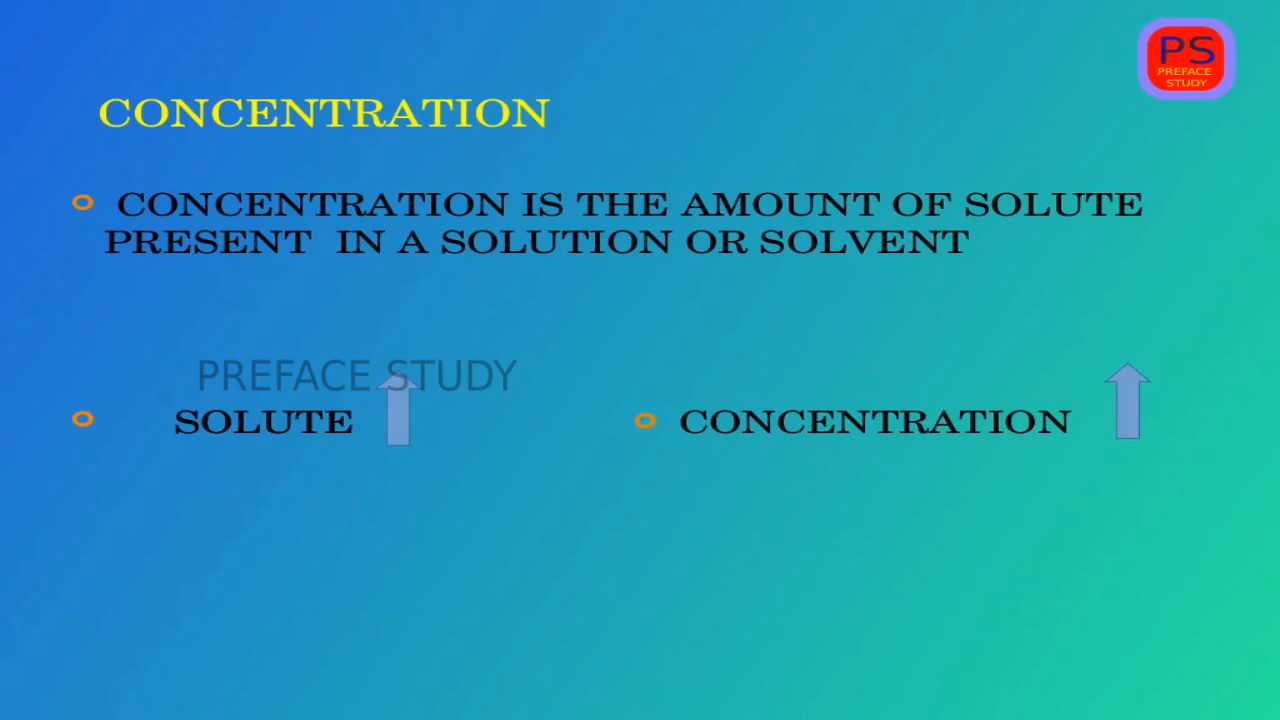 PS
PREFACE
STUDY
CONCENTRATION
CONCENTRATION IS THE AMOUNT OF SOLUTE
PRESENT IN A SOLUTION OR SOLVENT
PREFACE STUDY
SOLUTE
CONCENTRATION